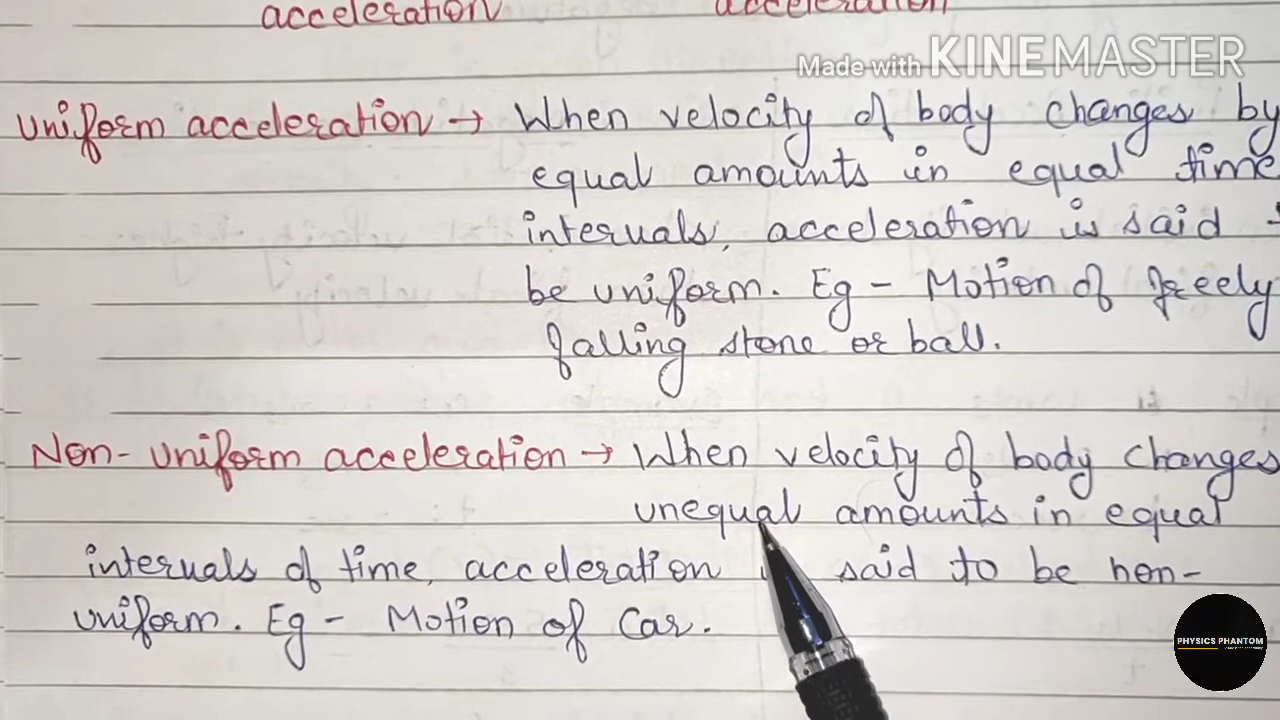 acceleration acceleration
Made with KINEMASTER
Uniform acceleration → When velocity of body changes by
equal amounts in equal time
intervals, acceleration is said
be uniform. Eg - Motion of freely
falling stone or ball.
Non-uniform acceleration → When velocity of body changes
unequal amounts in equal
intervals of time, acceleration said to be non-
uniform. Eg - Motion of Car.
PHYSICS PHANTOM